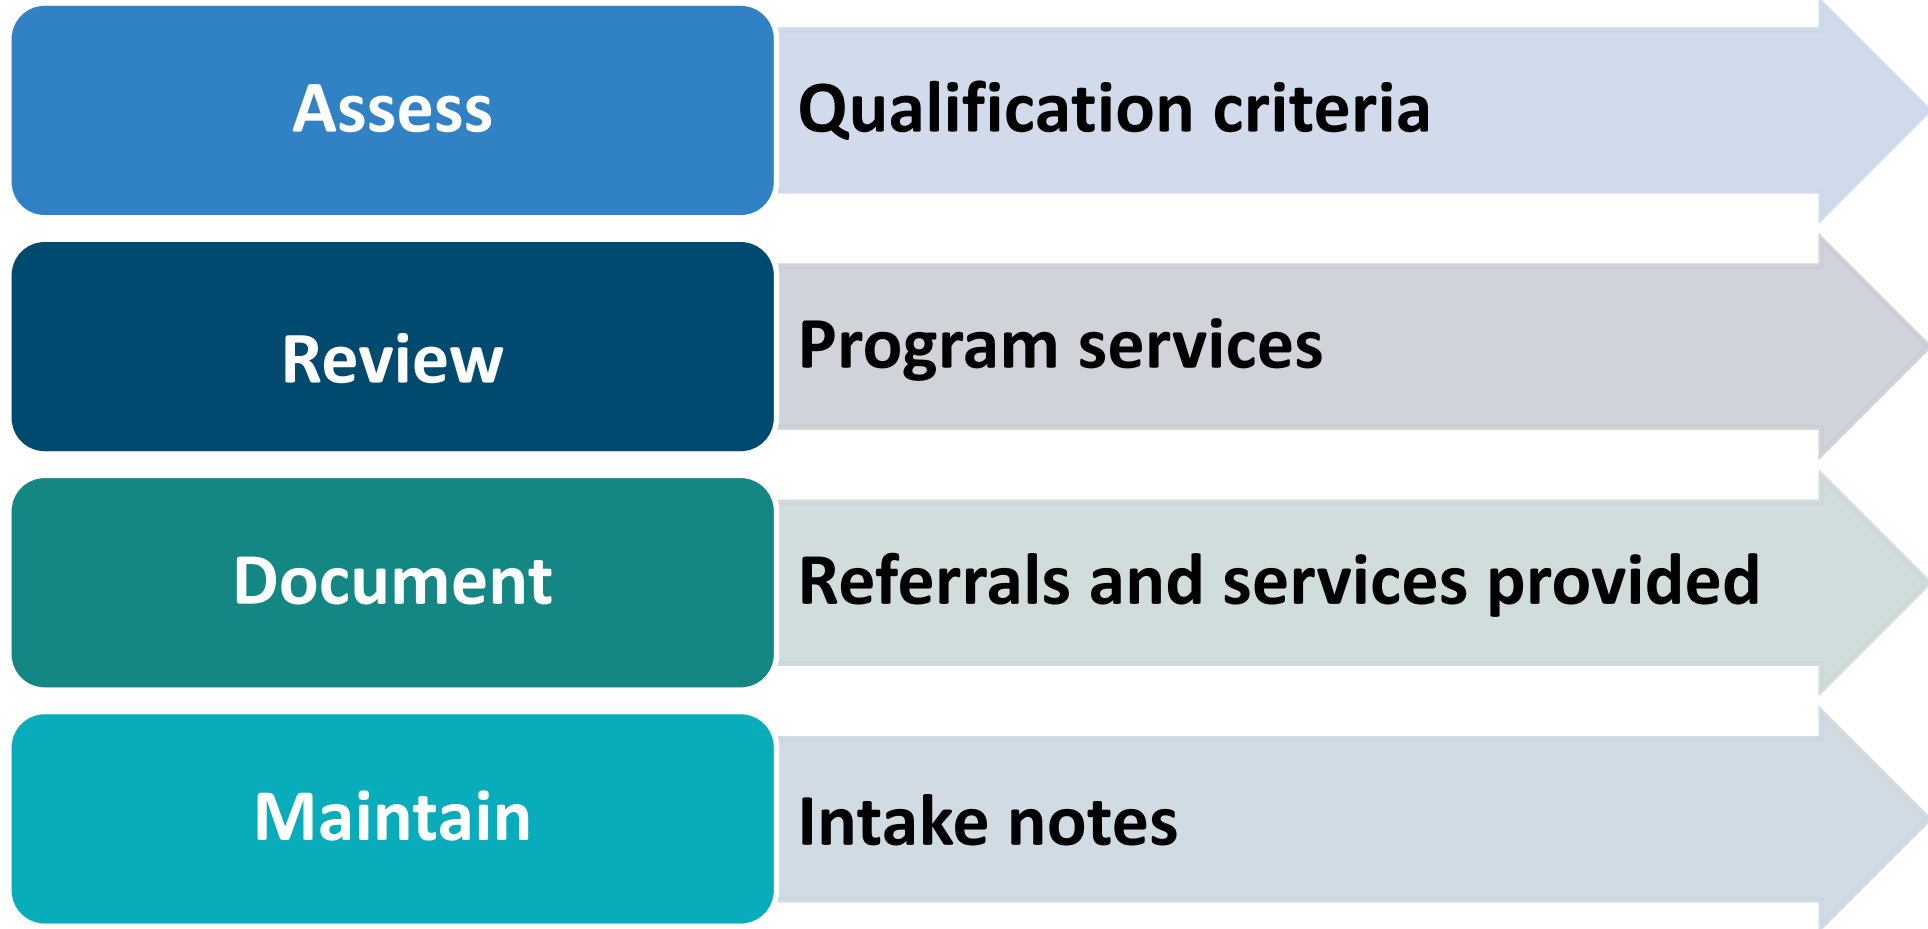 Assess
Qualification criteria
Review
Program services
Document
Referrals and services provided
Maintain
Intake notes